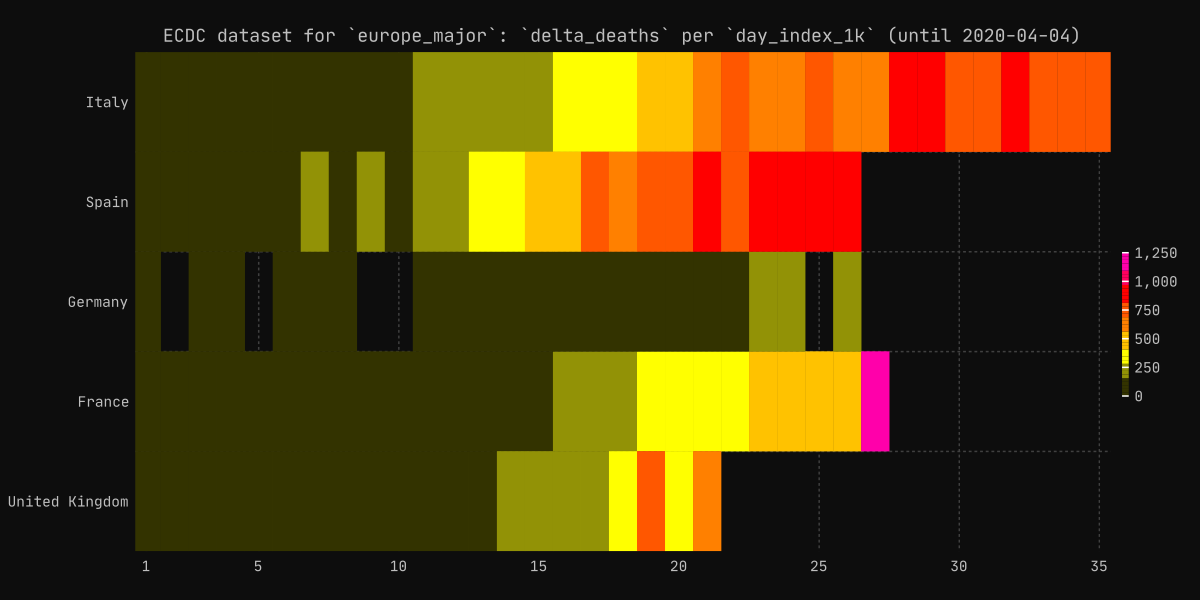 ECDC dataset for `europe_major`: `delta_deaths` per `day_index_1k` (until 2020-04-04)
Italy
Spain
Germany
France
United Kingdom
1,250
1,000
750
500
250
0
1 5 10 15 20 25 30 35